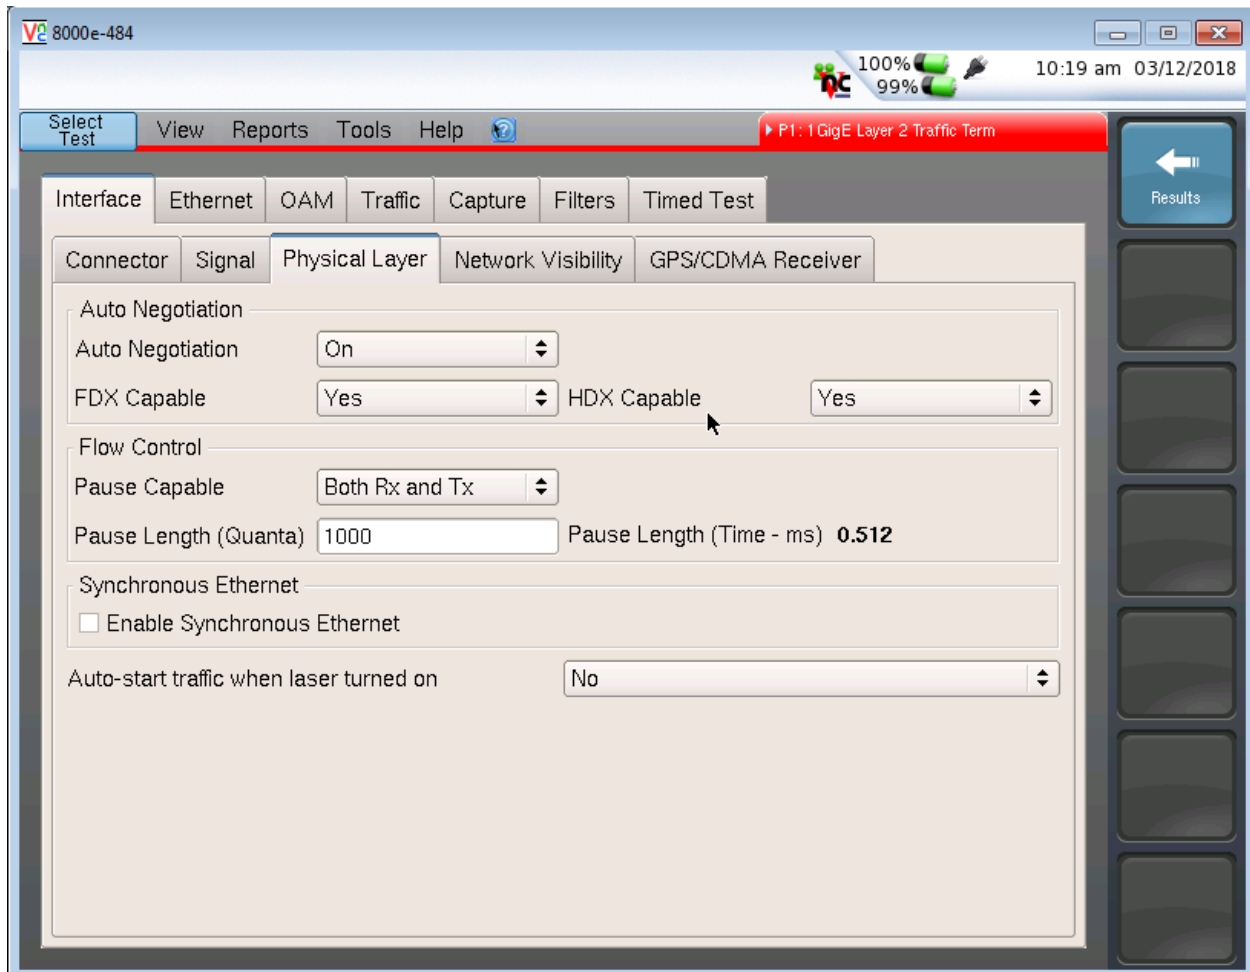 8000e-484
100%
99%
10:19 am 03/12/2018
Select Test
View Reports Tools Help
P1: 1GigE Layer 2 Traffic Term
Results
Interface Ethernet OAM Traffic Capture Filters Timed Test
Connector Signal Physical Layer Network Visibility GPS/CDMA Receiver
Auto Negotiation
Auto Negotiation On
FDX Capable Yes HDX Capable Yes
Flow Control
Pause Capable Both Rx and Tx
Pause Length (Quanta) 1000 Pause Length (Time - ms) 0.512
Synchronous Ethernet
Enable Synchronous Ethernet
Auto-start traffic when laser turned on No